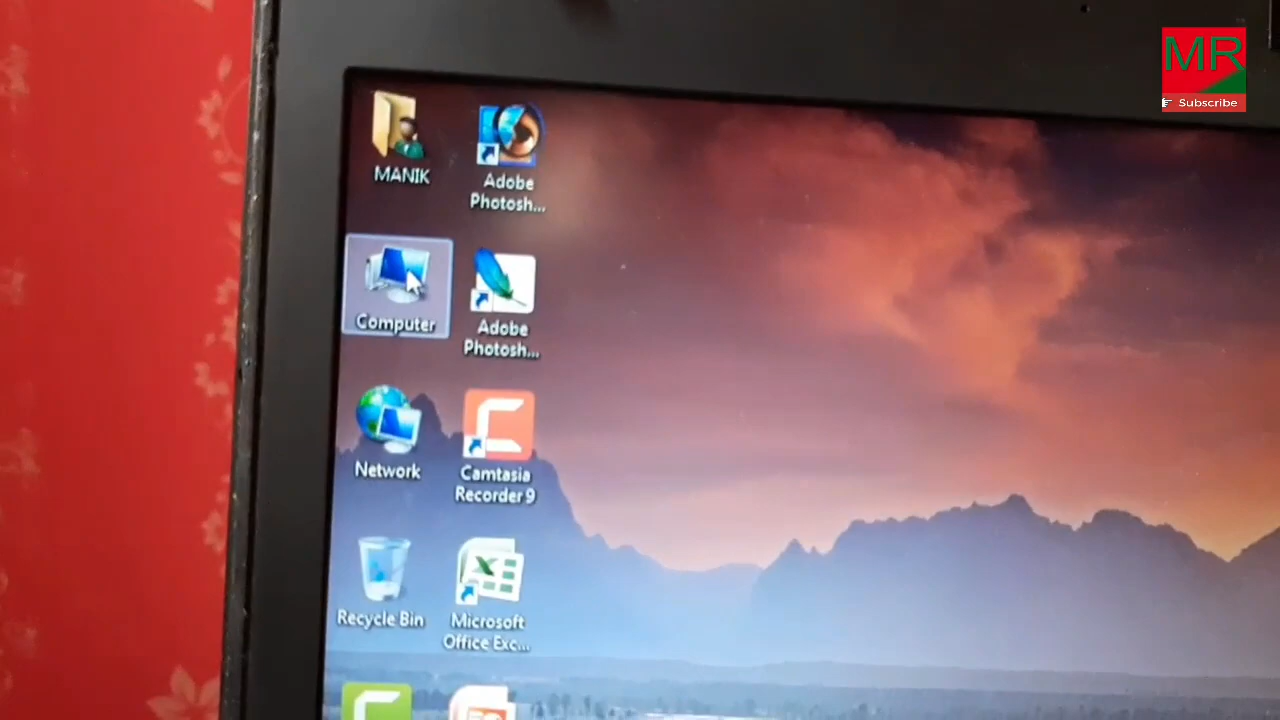 MR
Subscribe
MANIK
Adobe
Photosh...
Computer
Adobe
Photosh...
Network
Camtasia
Recorder 9
Recycle Bin
Microsoft
Office Exc...